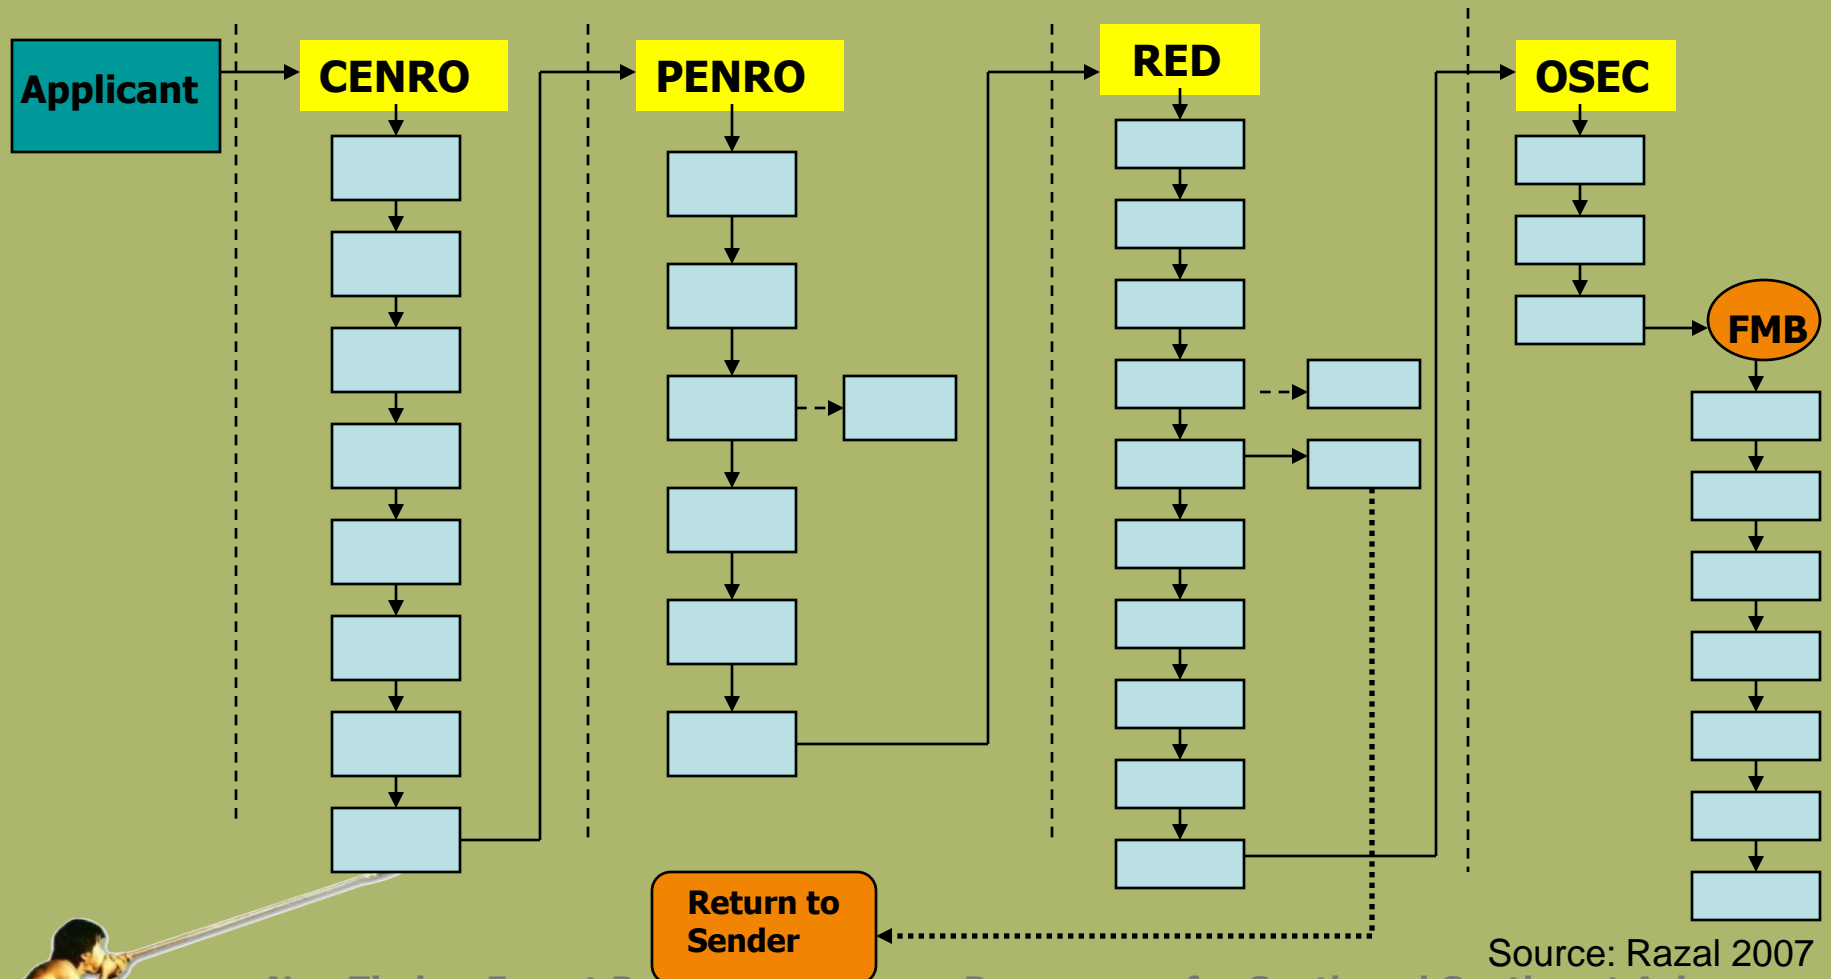 Applicant
CENRO
PENRO
RED
OSEC
FMB
Return to
Sender
Source: Razal 2007